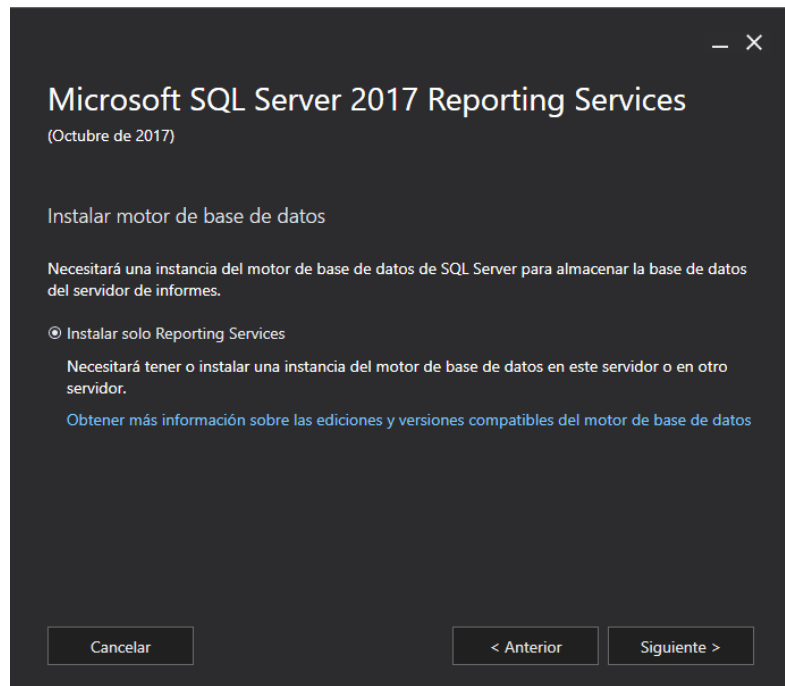 Microsoft SQL Server 2017 Reporting Services
(Octubre de 2017)
Instalar motor de base de datos
Necesitará una instancia del motor de base de datos de SQL Server para almacenar la base de datos
del servidor de informes.
Instalar solo Reporting Services
Necesitará tener o instalar una instancia del motor de base de datos en este servidor o en otro
servidor.
Obtener más información sobre las ediciones y versiones compatibles del motor de base de datos
Cancelar
< Anterior
Siguiente >